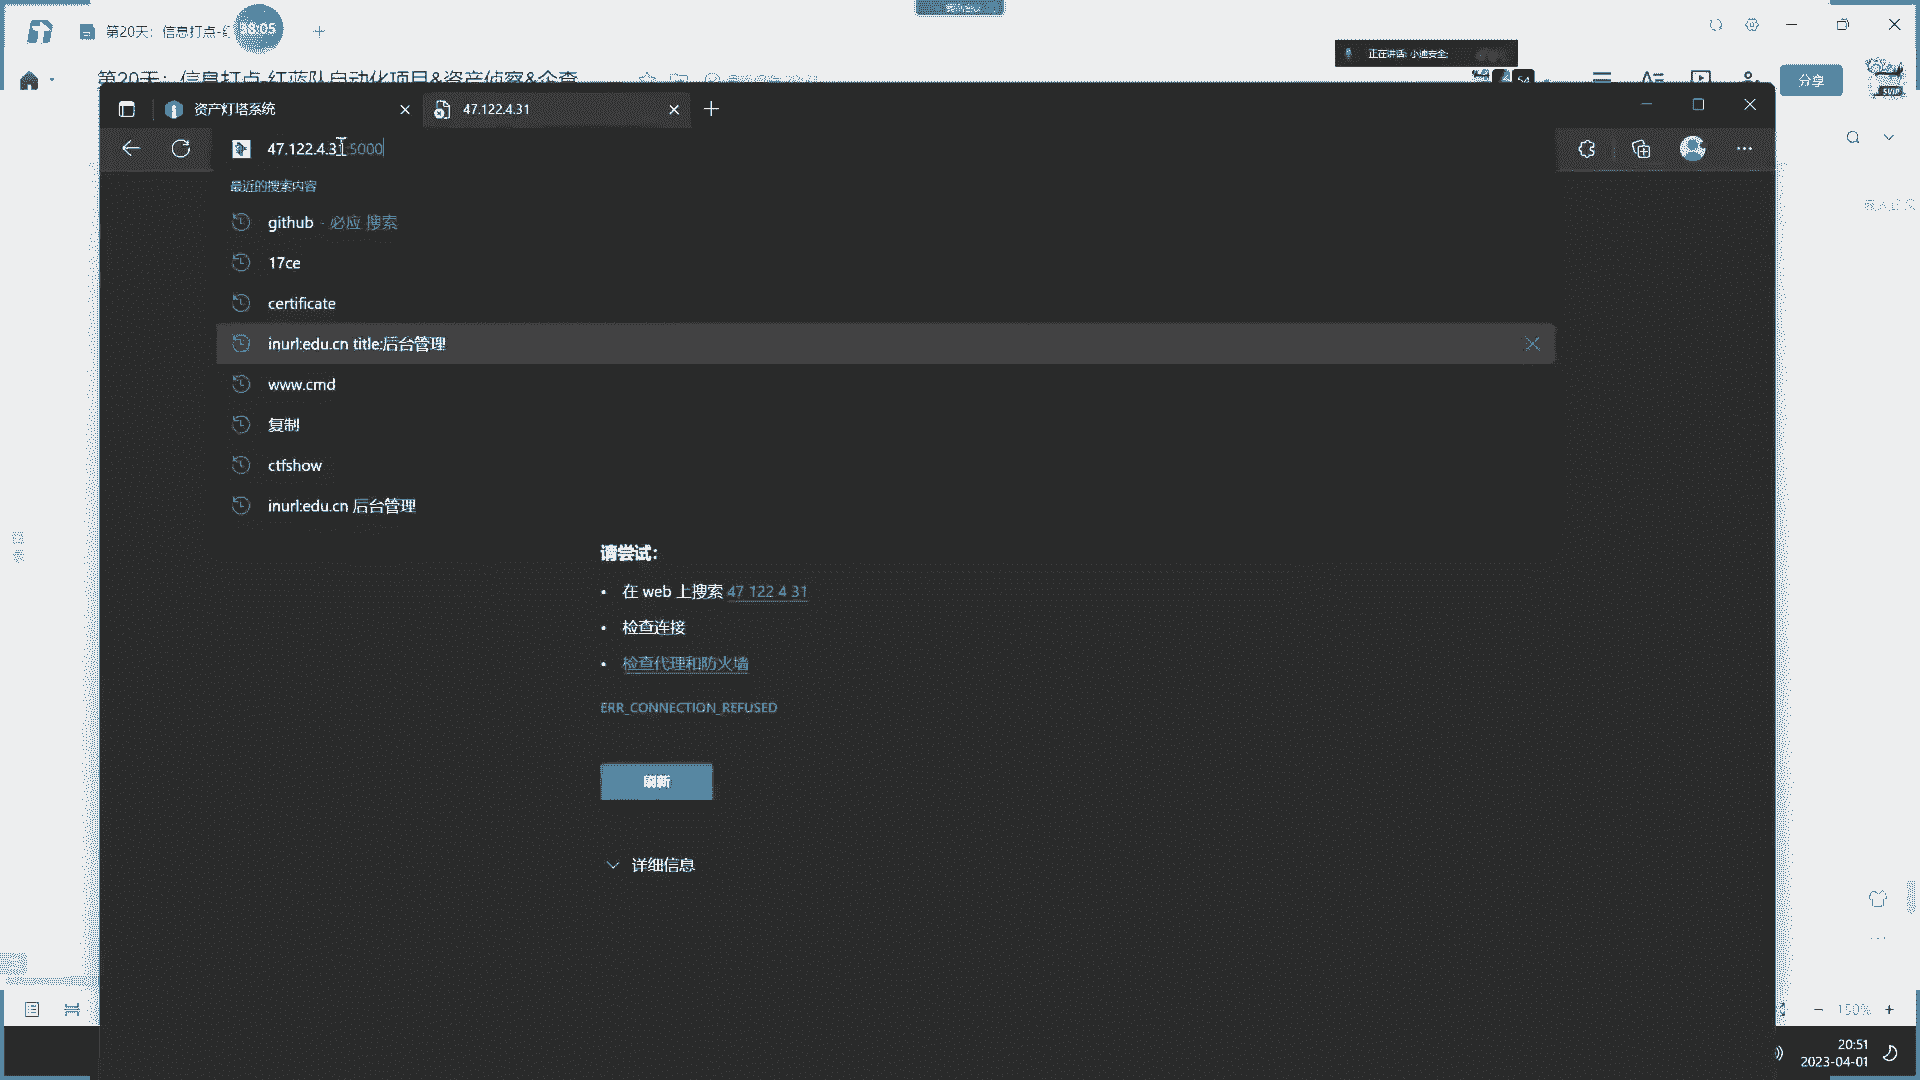 第20天：信息打点-红
38:05
正在讲话: 小迪安全;
第20天：信息打点-红蓝队自动化项目&资产侦察&企查
分享
SVIP
资产灯塔系统
47.122.4.31
47.122.4.31:5000
最近的搜索内容
github - 必应 搜索
17ce
certificate
inurl:edu.cn title:后台管理
www.cmd
复制
ctfshow
inurl:edu.cn 后台管理
请尝试:
• 在 web 上搜索 47 122 4 31
• 检查连接
• 检查代理和防火墙
ERR_CONNECTION_REFUSED
刷新
详细信息
150%
20:51
2023-04-01